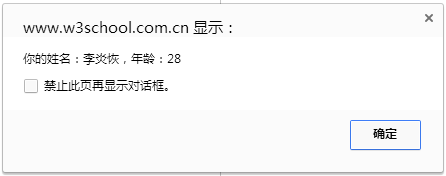 www.w3school.com.cn 显示：
你的姓名：李炎恢，年龄：28
禁止此页再显示对话框。
确定